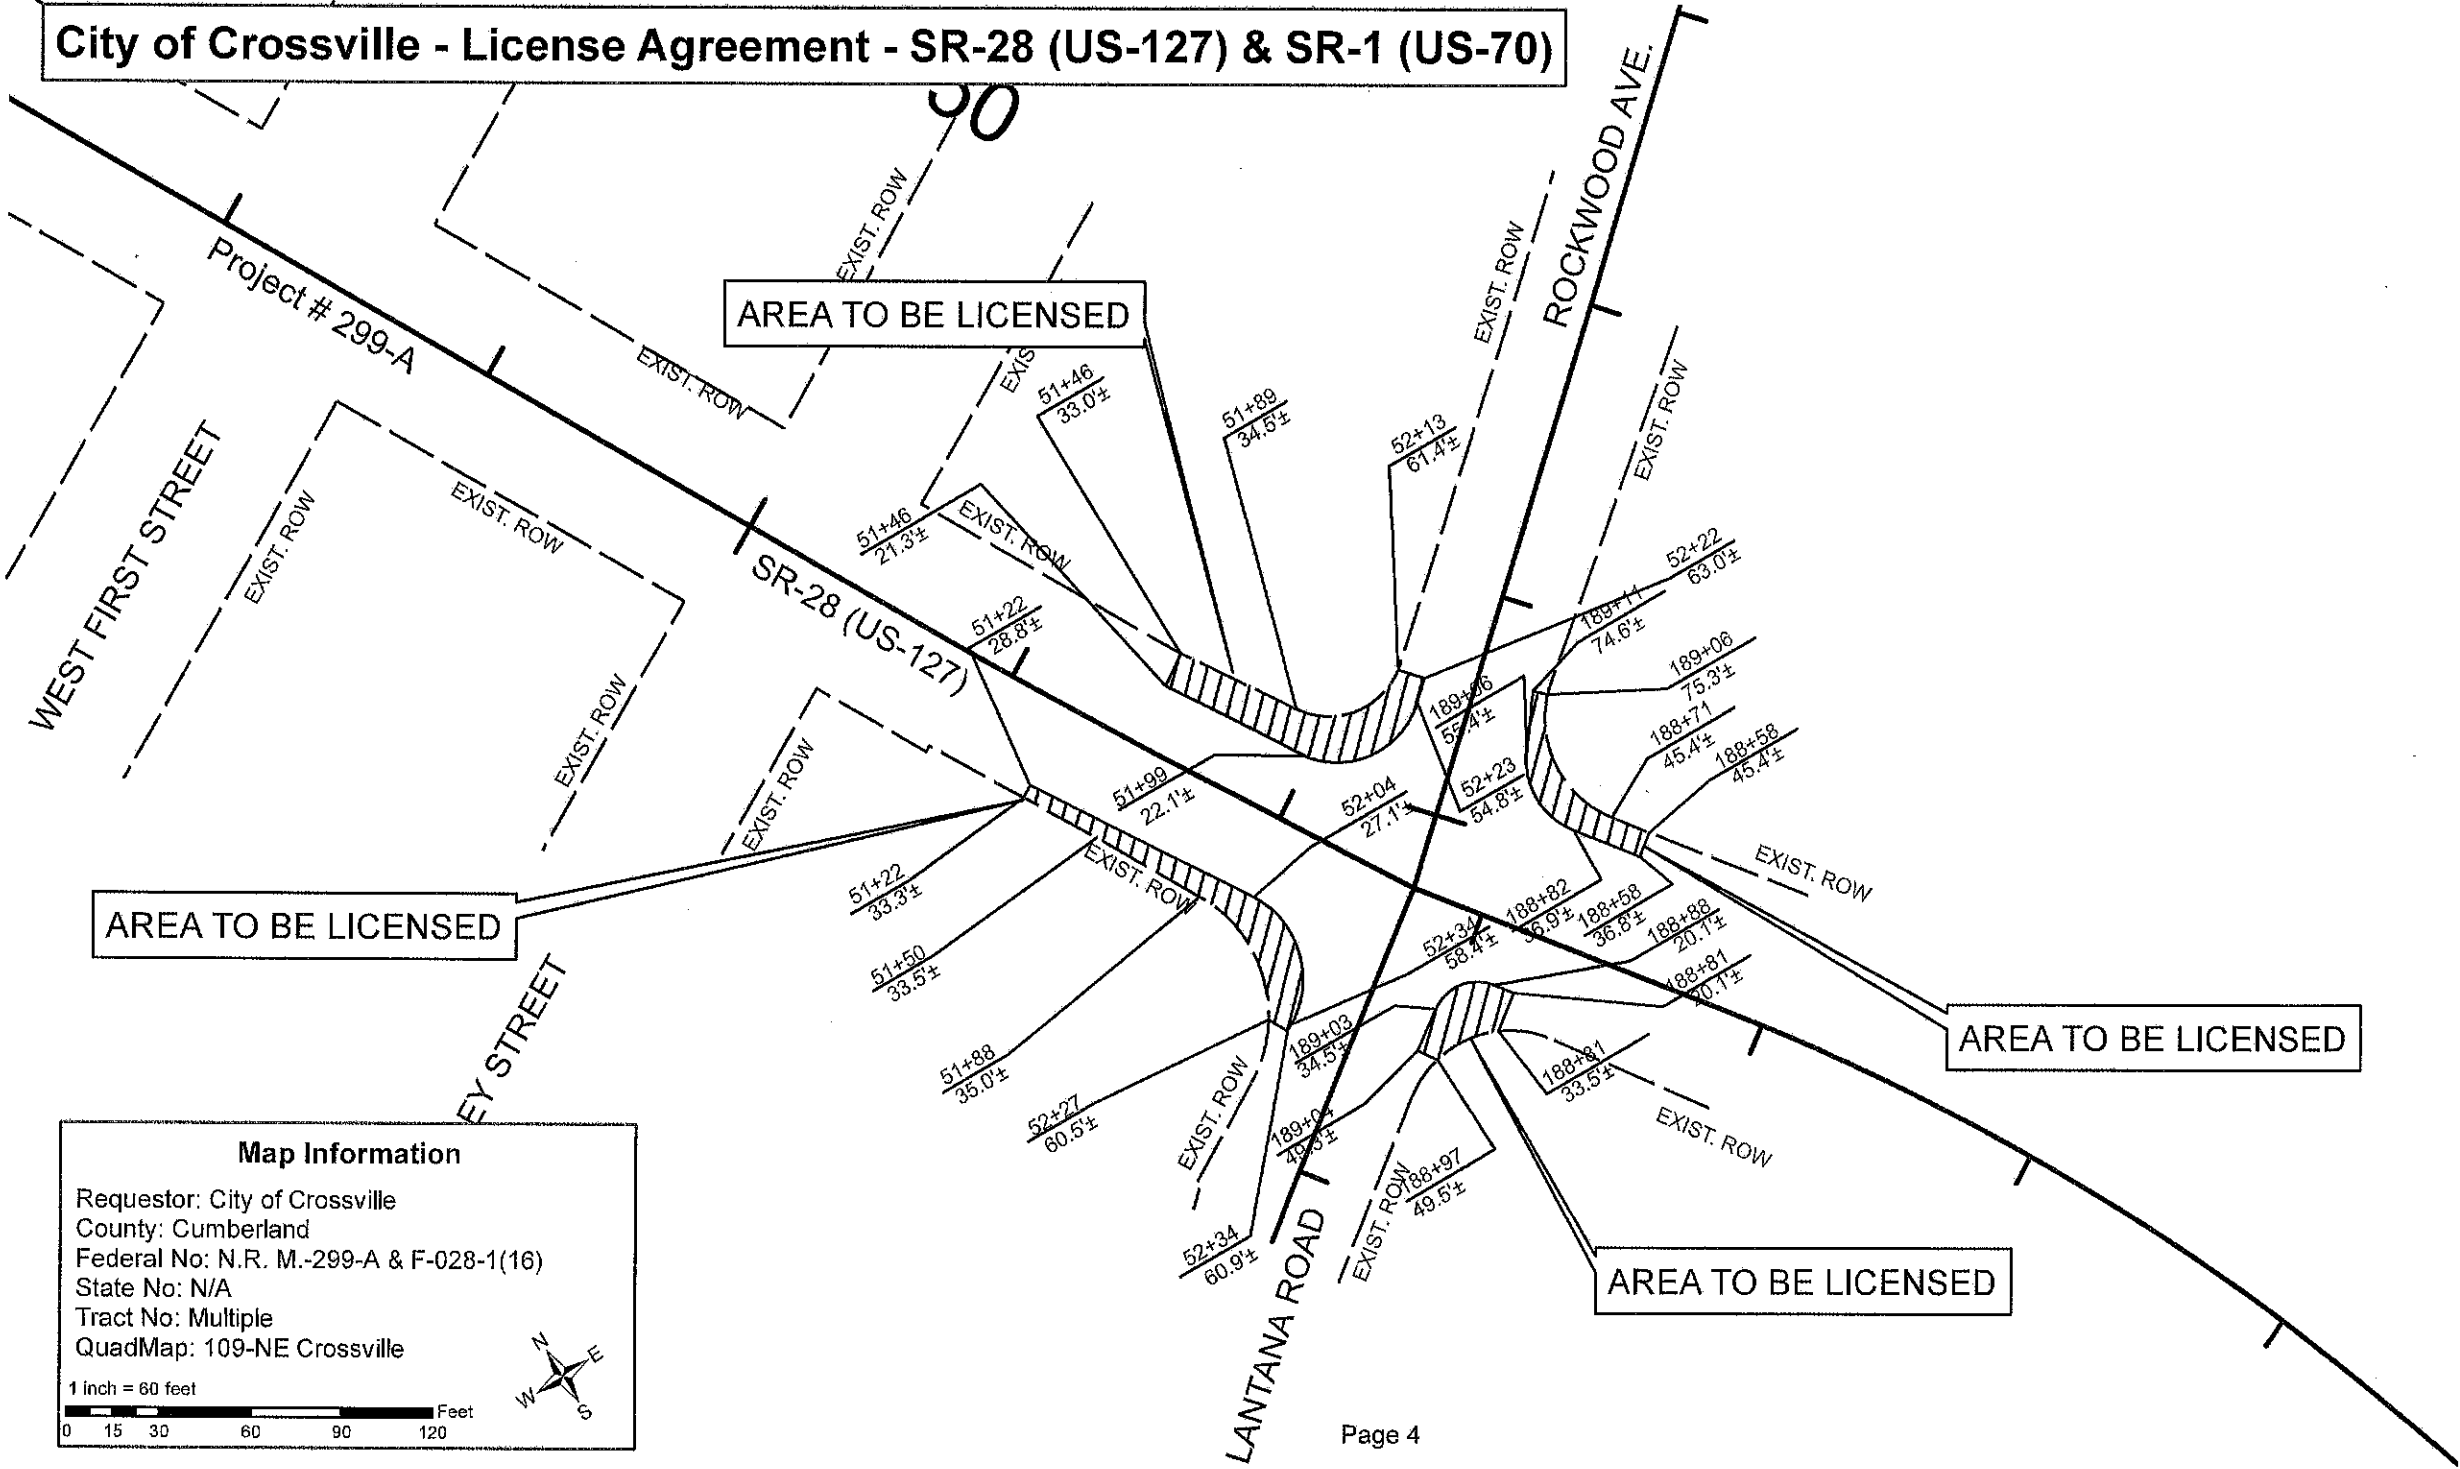 City of Crossville - License Agreement - SR-28 (US-127) & SR-1 (US-70)
ROCKWOOD AVE.
EXIST. ROW
EXIST. ROW
EXIST. ROW
Project # 299-A
AREA TO BE LICENSED
EXIST. ROW
51+46
33.0'±
51+89
34.5'±
52+13
61.4'±
WEST FIRST STREET
EXIST. ROW
EXIST. ROW
51+46
21.3'±
EXIST. ROW
SR-28 (US-127)
51+22
28.8'±
52+22
63.0'±
189+11
74.6'±
189+06
75.3'±
188+71
45.4'±
188+58
45.4'±
55.4'±
EXIST. ROW
EXIST. ROW
51+99
22.1'±
52+04
27.1'±
52+23
54.8'±
EXIST. ROW
EXIST. ROW
51+22
33.3'±
AREA TO BE LICENSED
51+50
33.5'±
52+34
58.4'±
188+82
188+58
36.8'±
188+88
20.1'±
188+81
20.1'±
AREA TO BE LICENSED
EY STREET
51+88
35.0'±
52+27
60.5'±
EXIST. ROW
189+03
34.5'±
188+81
33.5'±
EXIST. ROW
188+97
49.5'±
EXIST. ROW
52+34
60.9'±
LANTANA ROAD
AREA TO BE LICENSED
Map Information
Requestor: City of Crossville
County: Cumberland
Federal No: N.R. M.-299-A & F-028-1(16)
State No: N/A
Tract No: Multiple
QuadMap: 109-NE Crossville
N
E
W
S
1 inch = 60 feet
Feet
0 15 30 60 90 120
Page 4